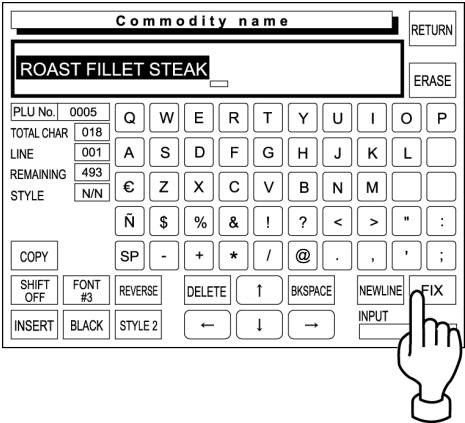 Commodity name
RETURN
ROAST FILLET STEAK
ERASE
PLU No. 0005
TOTAL CHAR 018
LINE 001
REMAINING 493
STYLE N/N
Q W E R T Y U I O P
A S D F G H J K L
€ Z X C V B N M
Ñ $ % & ! ? < > " :
COPY
SP - + * / @ . , ' ;
SHIFT OFF
FONT #3
REVERSE
DELETE
↑
BKSPACE
NEWLINE
FIX
INSERT
BLACK
STYLE 2
←
↓
→
INPUT